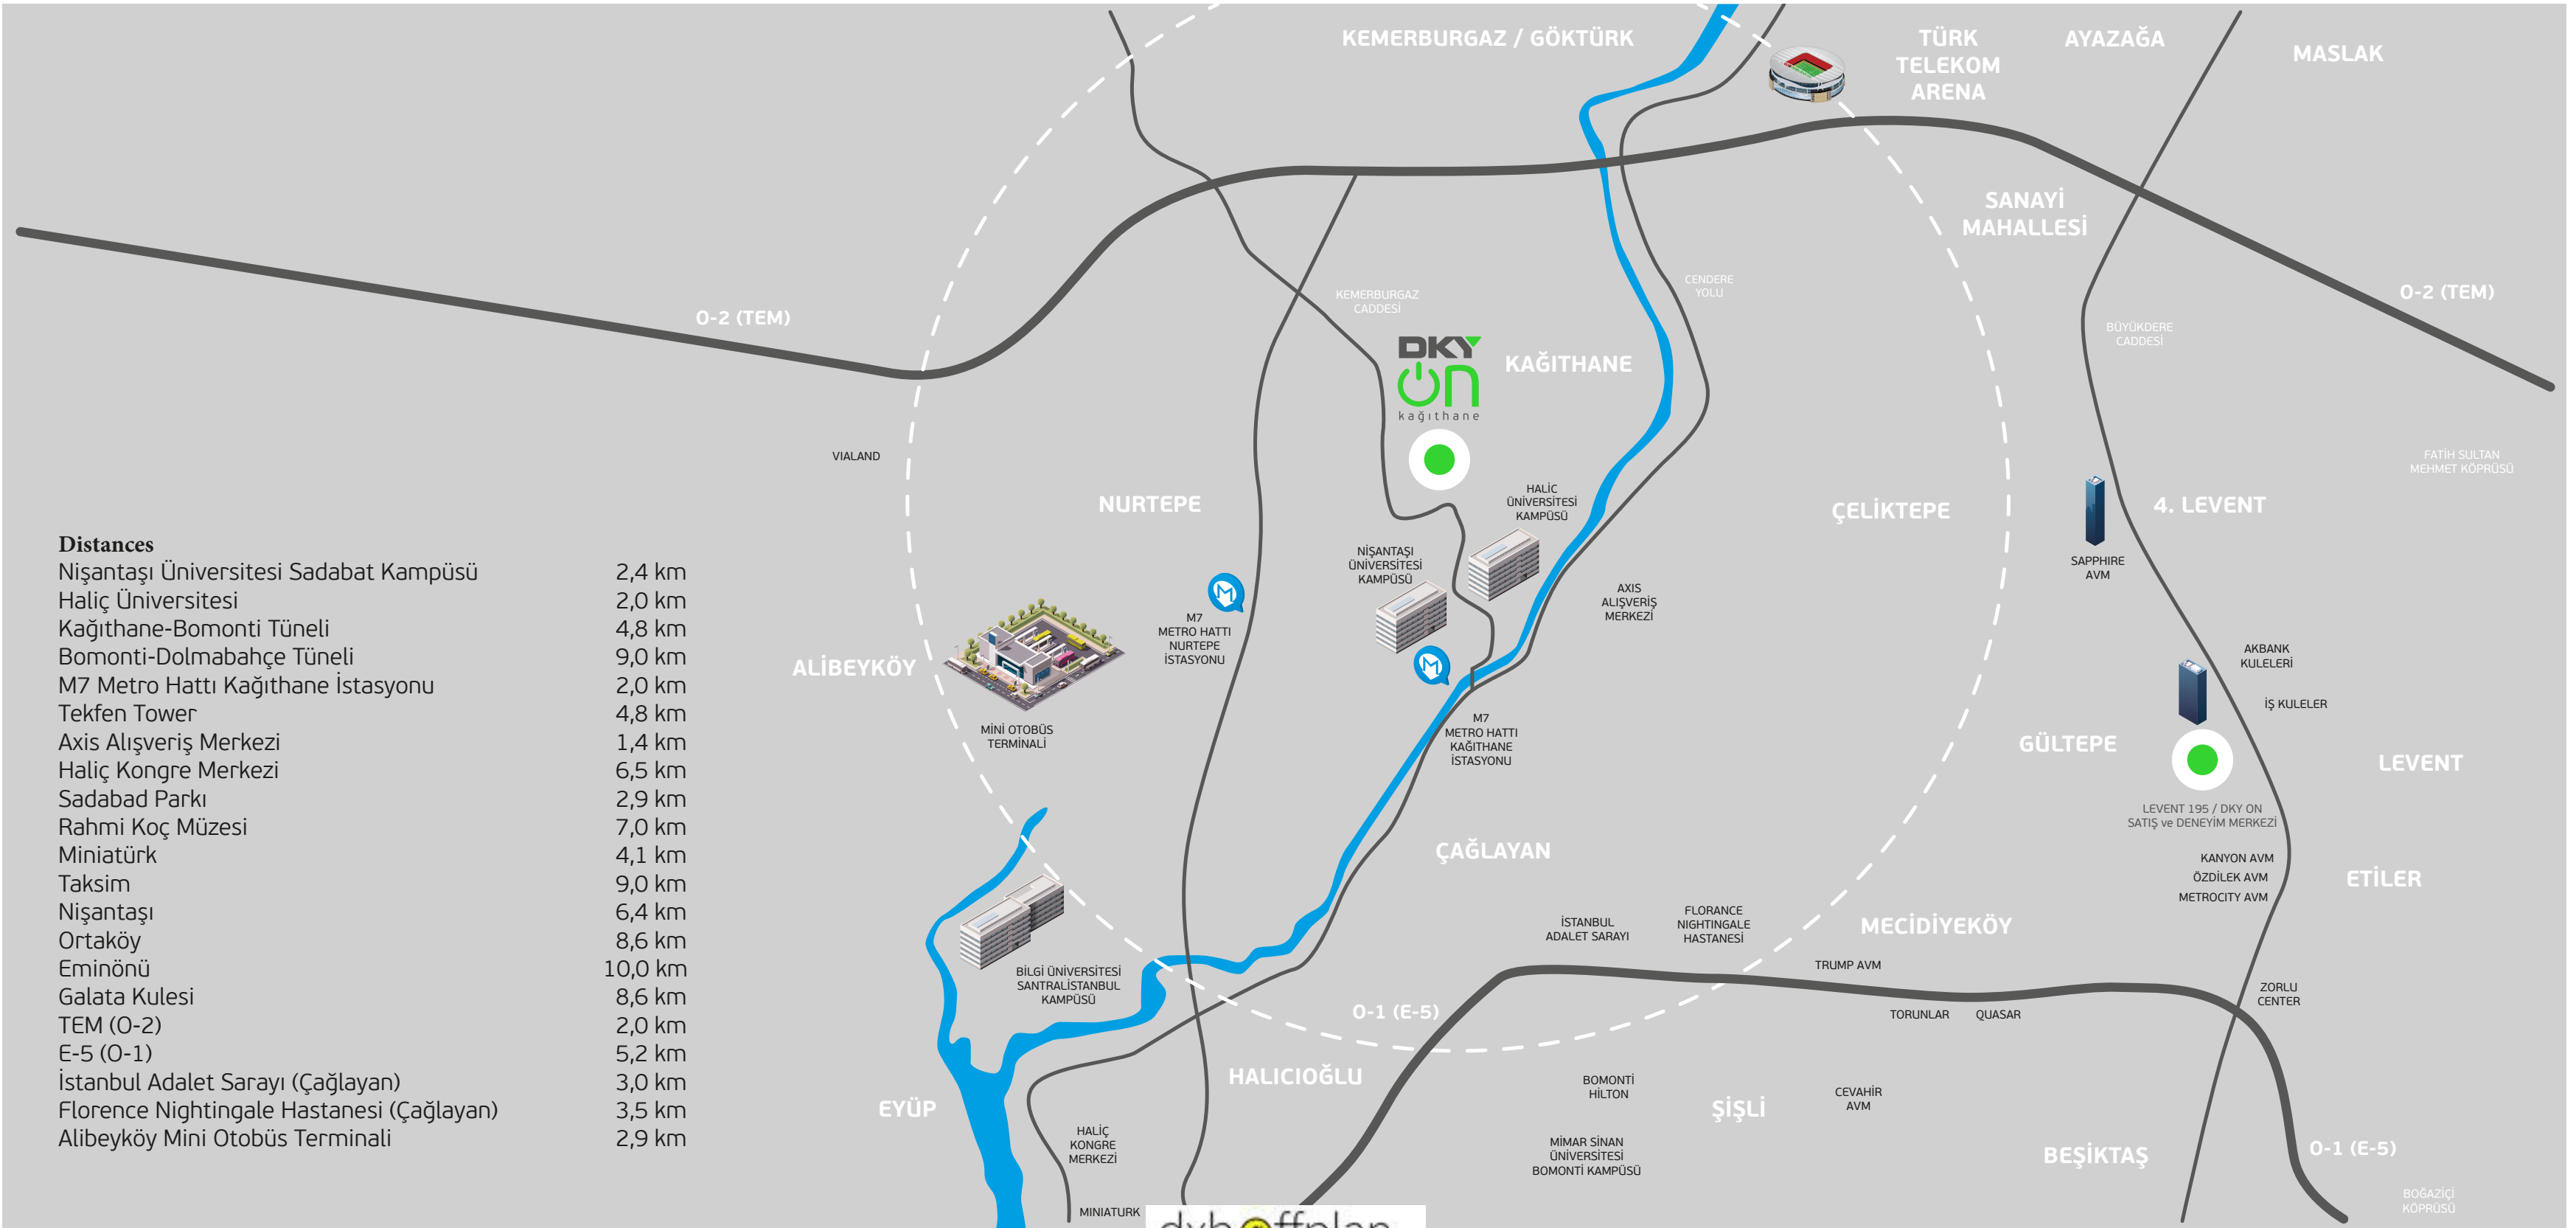 KEMERBURGAZ / GÖKTÜRK
TÜRK
TELEKOM
ARENA
AYAZAĞA
MASLAK
SANAYİ
MAHALLESİ
CENDERE
YOLU
KEMERBURGAZ
CADDESİ
O-2 (TEM)
O-2 (TEM)
BÜYÜKDERE
CADDESİ
DKY
ON
kağıthane
KAĞITHANE
VIALAND
FATİH SULTAN
MEHMET KÖPRÜSÜ
NURTEPE
HALİC
ÜNİVERSİTESİ
KAMPÜSÜ
ÇELİKTEPE
4. LEVENT
NİŞANTAŞI
ÜNİVERSİTESİ
KAMPÜSÜ
SAPPHIRE
AVM
AXIS
ALIŞVERİŞ
MERKEZİ
M
M7
METRO HATTI
NURTEPE
İSTASYONU
M
ALİBEYKÖY
AKBANK
KULELERİ
İŞ KULELER
MİNİ OTOBÜS
TERMİNALİ
M7
METRO HATTI
KAĞITHANE
İSTASYONU
GÜLTEPE
LEVENT
LEVENT 195 / DKY ON
SATIŞ ve DENEYİM MERKEZİ
ÇAĞLAYAN
KANYON AVM
ÖZDİLEK AVM
METROCITY AVM
ETİLER
İSTANBUL
ADALET SARAYI
FLORANCE
NIGHTINGALE
HASTANESİ
MECİDİYEKÖY
TRUMP AVM
BİLGİ ÜNİVERSİTESİ
SANTRALİSTANBUL
KAMPÜSÜ
ZORLU
CENTER
O-1 (E-5)
TORUNLAR
QUASAR
HALICIOĞLU
BOMONTİ
HİLTON
ŞİŞLİ
CEVAHİR
AVM
EYÜP
HALİÇ
KONGRE
MERKEZİ
MİMAR SİNAN
ÜNİVERSİTESİ
BOMONTİ KAMPÜSÜ
BEŞİKTAŞ
O-1 (E-5)
BOĞAZİÇİ
KÖPRÜSÜ
MINIATURK
dxboffplan
Distances
Nişantaşı Üniversitesi Sadabat Kampüsü 2,4 km
Haliç Üniversitesi 2,0 km
Kağıthane-Bomonti Tüneli 4,8 km
Bomonti-Dolmabahçe Tüneli 9,0 km
M7 Metro Hattı Kağıthane İstasyonu 2,0 km
Tekfen Tower 4,8 km
Axis Alışveriş Merkezi 1,4 km
Haliç Kongre Merkezi 6,5 km
Sadabad Parkı 2,9 km
Rahmi Koç Müzesi 7,0 km
Miniatürk 4,1 km
Taksim 9,0 km
Nişantaşı 6,4 km
Ortaköy 8,6 km
Eminönü 10,0 km
Galata Kulesi 8,6 km
TEM (O-2) 2,0 km
E-5 (O-1) 5,2 km
İstanbul Adalet Sarayı (Çağlayan) 3,0 km
Florence Nightingale Hastanesi (Çağlayan) 3,5 km
Alibeyköy Mini Otobüs Terminali 2,9 km